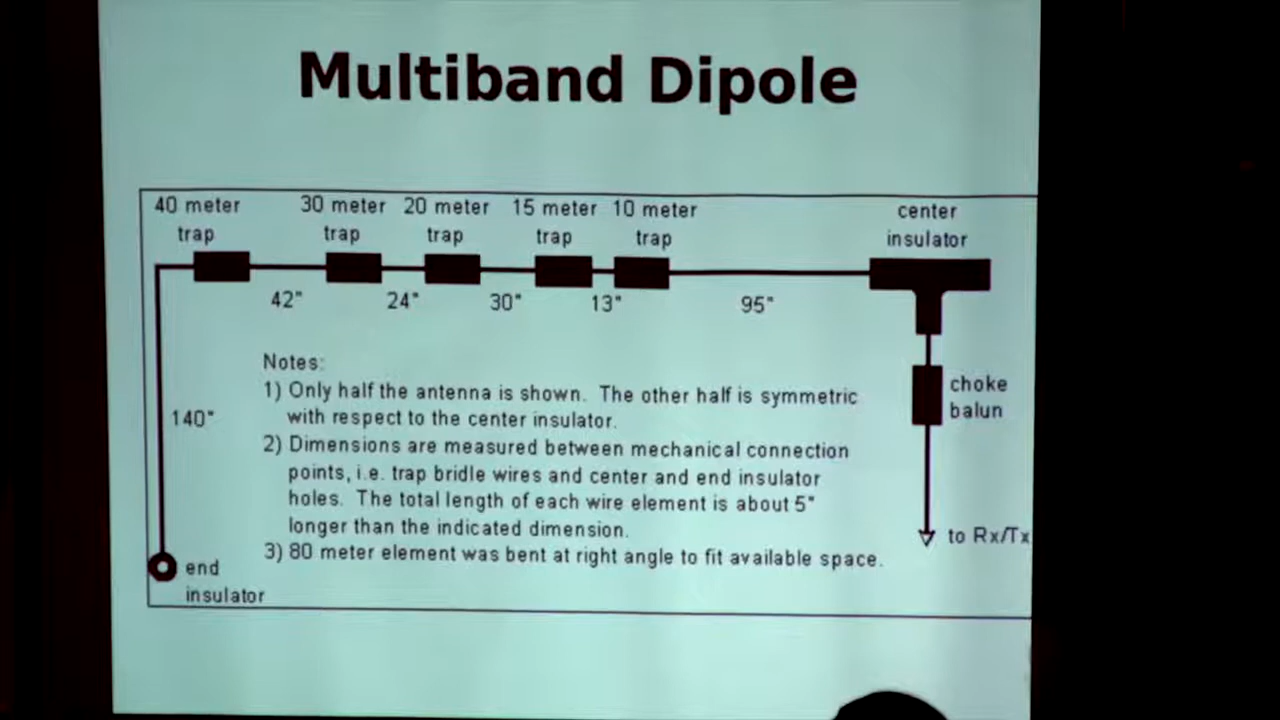 Multiband Dipole
40 meter
trap
30 meter
trap
20 meter
trap
15 meter
trap
10 meter
trap
center
insulator
42"
24"
30"
13"
95"
Notes:
1) Only half the antenna is shown. The other half is symmetric
with respect to the center insulator.
2) Dimensions are measured between mechanical connection
points, i.e. trap bridle wires and center and end insulator
holes. The total length of each wire element is about 5"
longer than the indicated dimension.
3) 80 meter element was bent at right angle to fit available space.
140"
choke
balun
to Rx/Tx
end
insulator